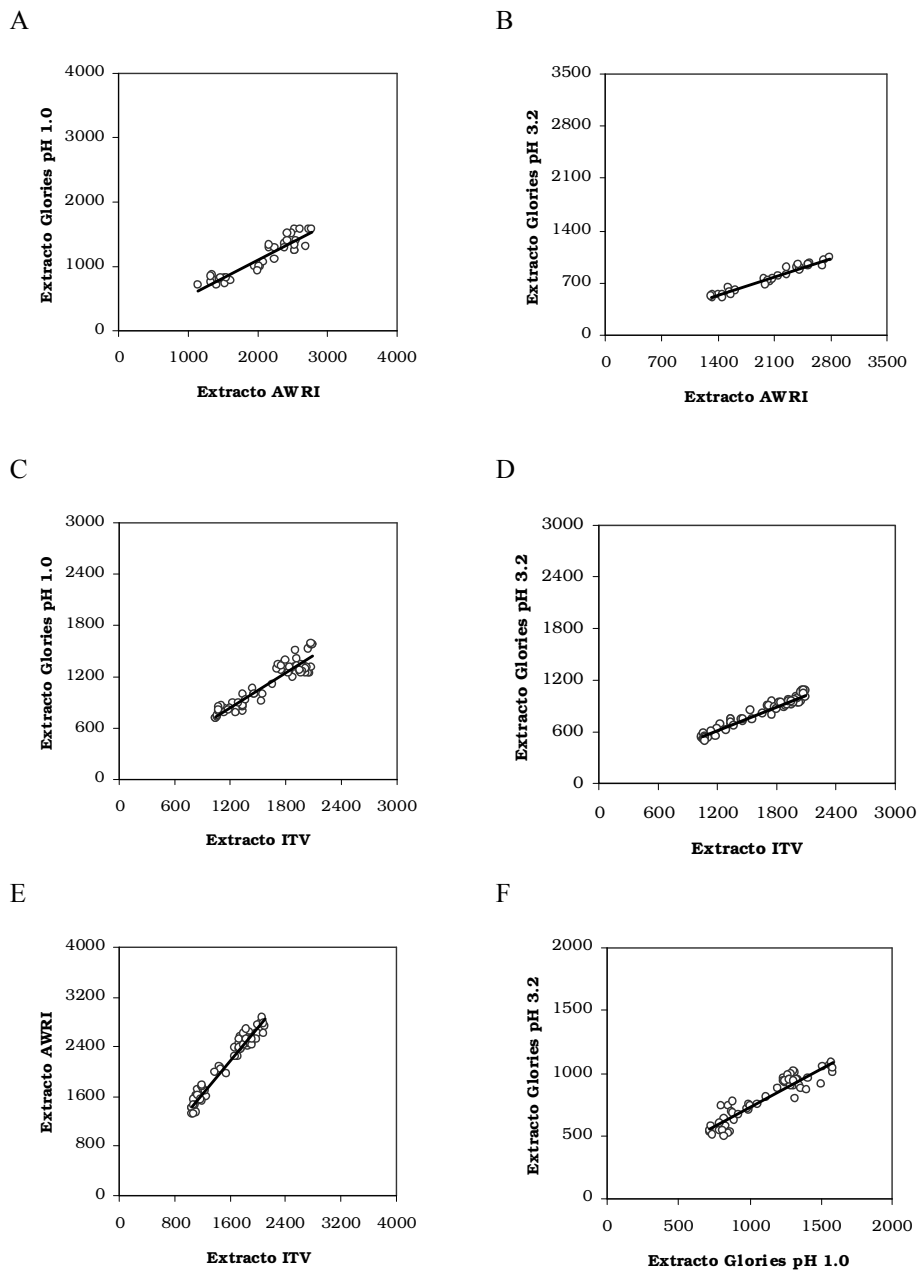 A
Extracto Glories pH 1.0
4000
3000
2000
1000
0
0 1000 2000 3000 4000
Extracto AWRI
B
Extracto Glories pH 3.2
3500
2800
2100
1400
700
0
0 700 1400 2100 2800 3500
Extracto AWRI
C
Extracto Glories pH 1.0
3000
2400
1800
1200
600
0
0 600 1200 1800 2400 3000
Extracto ITV
D
Extracto Glories pH 3.2
3000
2400
1800
1200
600
0
0 600 1200 1800 2400 3000
Extracto ITV
E
Extracto AWRI
4000
3200
2400
1600
800
0
0 800 1600 2400 3200 4000
Extracto ITV
F
Extracto Glories pH 3.2
2000
1500
1000
500
0
0 500 1000 1500 2000
Extracto Glories pH 1.0